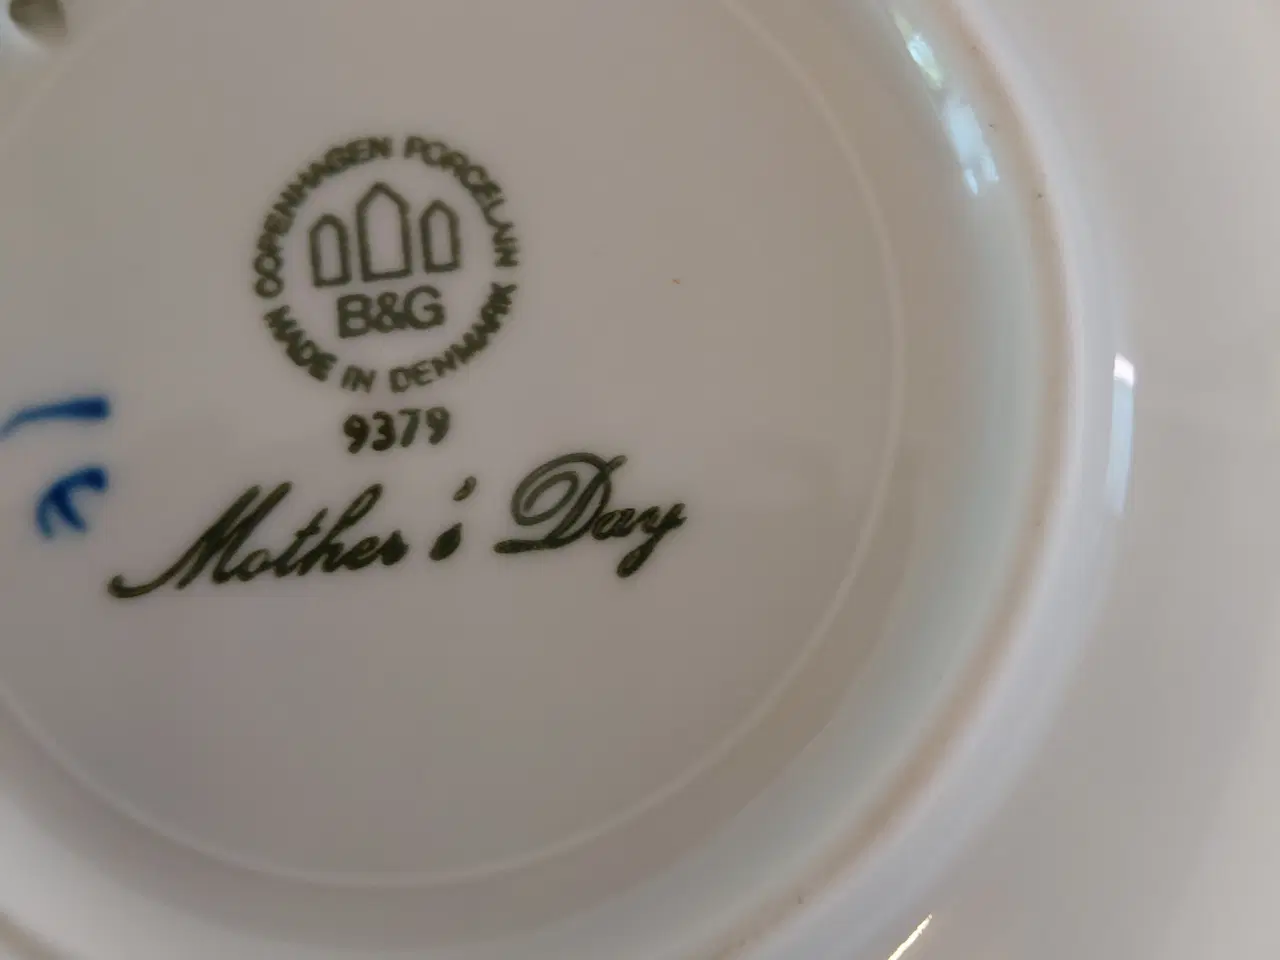 COPENHAGEN PORCELAIN
B&G
MADE IN DENMARK
9379
Mother's Day